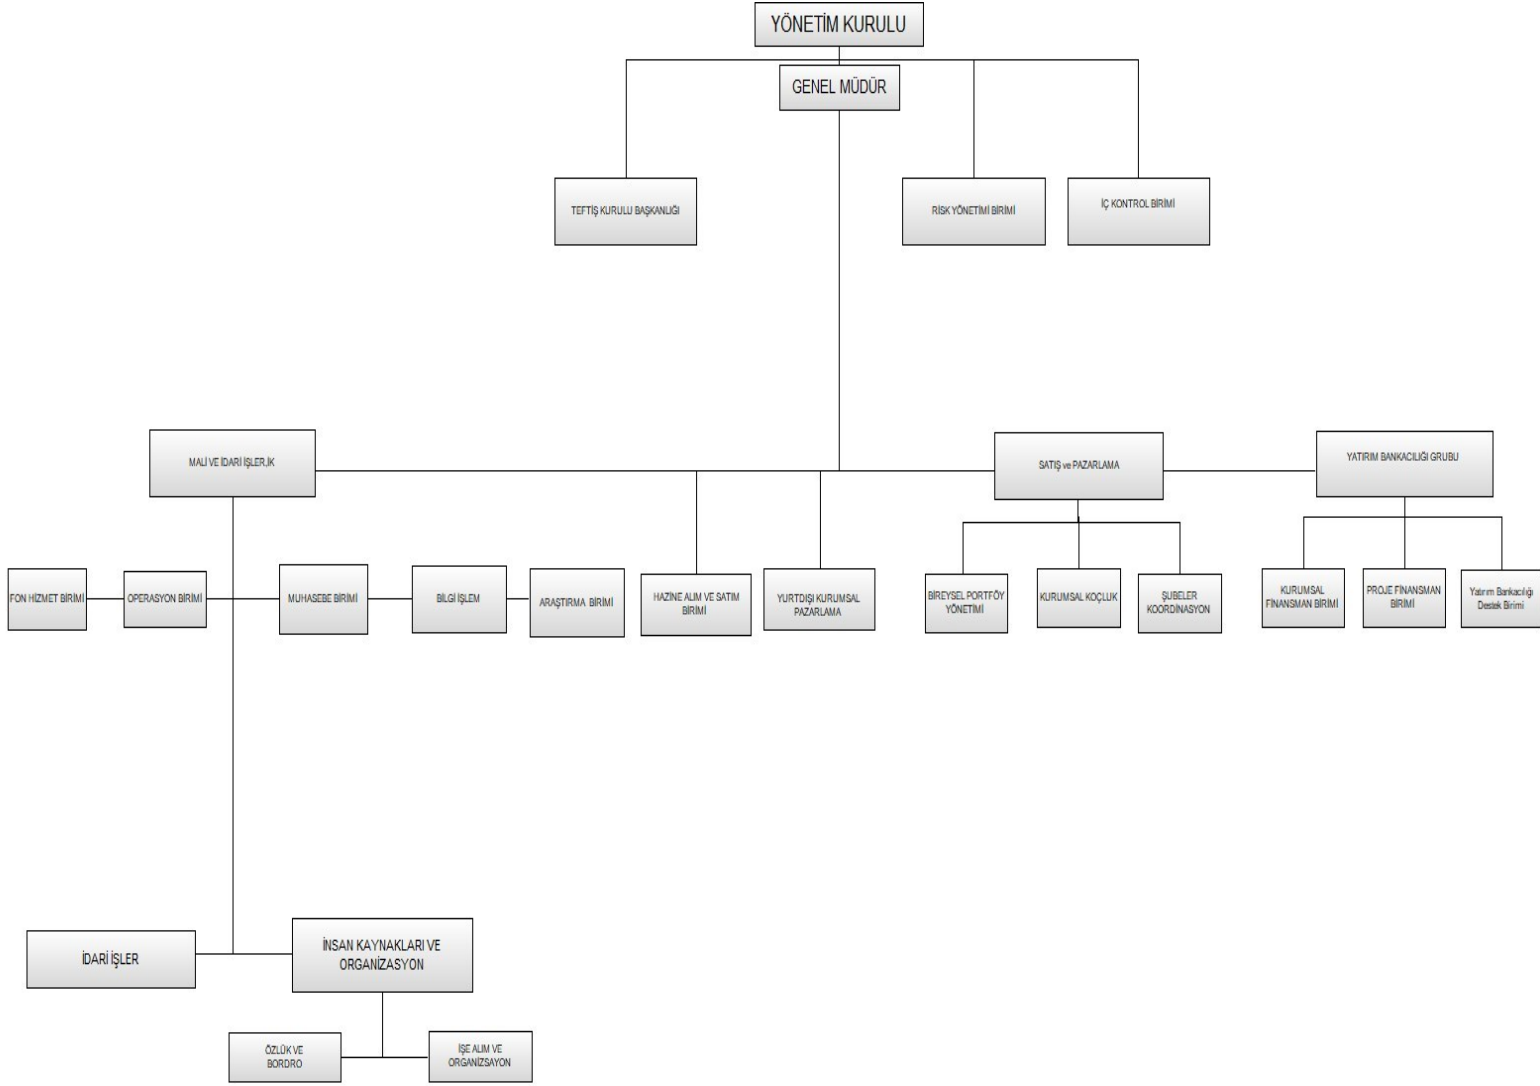 YÖNETİM KURULU
GENEL MÜDÜR
TEFTİŞ KURULU BAŞKANLIĞI
RİSK YÖNETİMİ BİRİMİ
İÇ KONTROL BİRİMİ
MALİ VE İDARİ İŞLER,İK
SATIŞ ve PAZARLAMA
YATIRIM BANKACILIĞI GRUBU
FON HİZMET BİRİMİ
OPERASYON BİRİMİ
MUHASEBE BİRİMİ
BİLGİ İŞLEM
ARAŞTIRMA BİRİMİ
HAZİNE ALIM VE SATIM
BİRİMİ
YURTDIŞI KURUMSAL
PAZARLAMA
BİREYSEL PORTFÖY
YÖNETİMİ
KURUMSAL KOÇLUK
ŞUBELER
KOORDİNASYON
KURUMSAL
FİNANSMAN BİRİMİ
PROJE FİNANSMAN
BİRİMİ
Yatırım Bankacılığı
Destek Birimi
İDARİ İŞLER
İNSAN KAYNAKLARI VE
ORGANİZASYON
ÖZLÜK VE
BORDRO
İŞE ALIM VE
ORGANİZSAYON